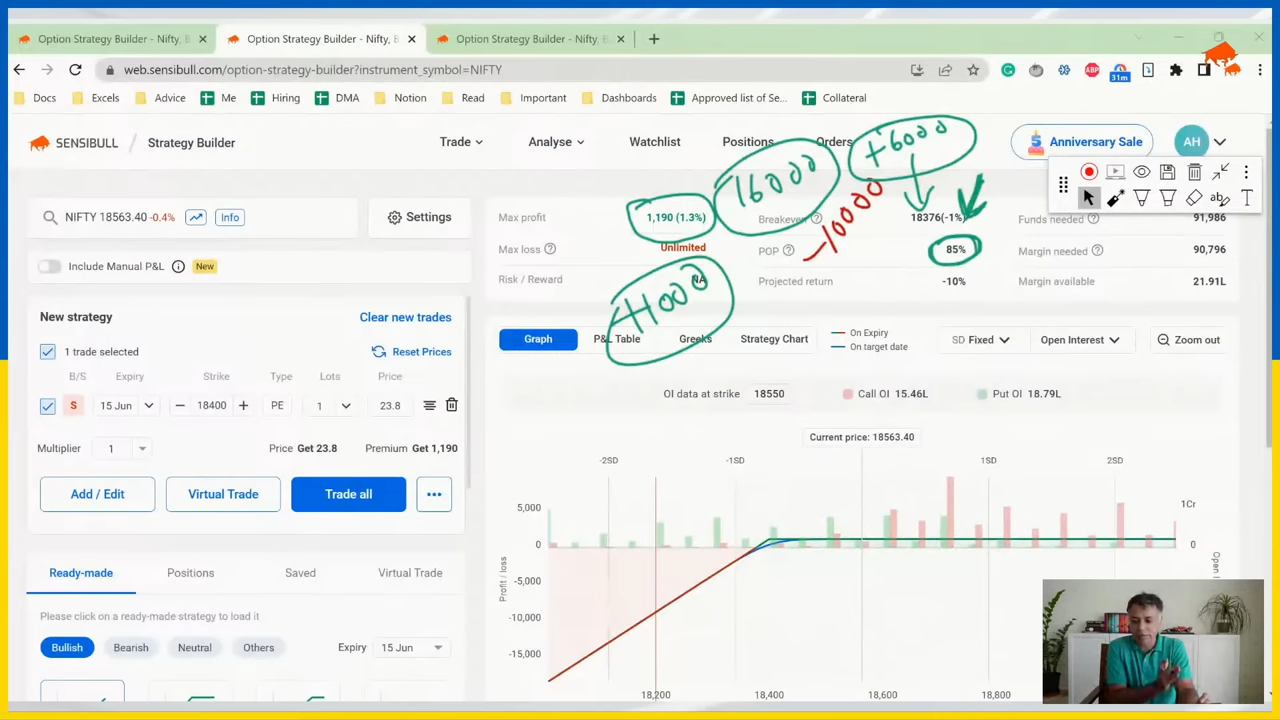 Option Strategy Builder - Nifty, B
Option Strategy Builder - Nifty, B
Option Strategy Builder - Nifty, B
web.sensibull.com/option-strategy-builder?instrument_symbol=NIFTY
ABP
31m
Docs Excels Advice Me Hiring DMA Notion Read Important Dashboards Approved list of Se... Collateral
SENSIBULL / Strategy Builder Trade Analyse Watchlist Positions Orders
5 Anniversary Sale AH
+6000
16000
-10000
+1000
NIFTY 18563.40 -0.4% Info Settings
Include Manual P&L New
Max profit 1,190 (1.3%)
Max loss Unlimited
Risk / Reward NA
Breakeven 18376(-1%)
POP 85%
Projected return -10%
Funds needed 91,986
Margin needed 90,796
Margin available 21.91L
New strategy Clear new trades
1 trade selected Reset Prices
B/S Expiry Strike Type Lots Price
S 15 Jun 18400 PE 1 23.8
Multiplier 1 Price Get 23.8 Premium Get 1,190
Add / Edit Virtual Trade Trade all
Ready-made Positions Saved Virtual Trade
Please click on a ready-made strategy to load it
Bullish Bearish Neutral Others Expiry 15 Jun
Graph P&L Table Greeks Strategy Chart
On Expiry
On target date
SD Fixed Open Interest Zoom out
OI data at strike 18550 Call OI 15.46L Put OI 18.79L
Current price: 18563.40
-2SD -1SD 1SD 2SD
5,000
0
-5,000
-10,000
-15,000
Profit / loss
1Cr
0
18,200 18,400 18,600 18,800